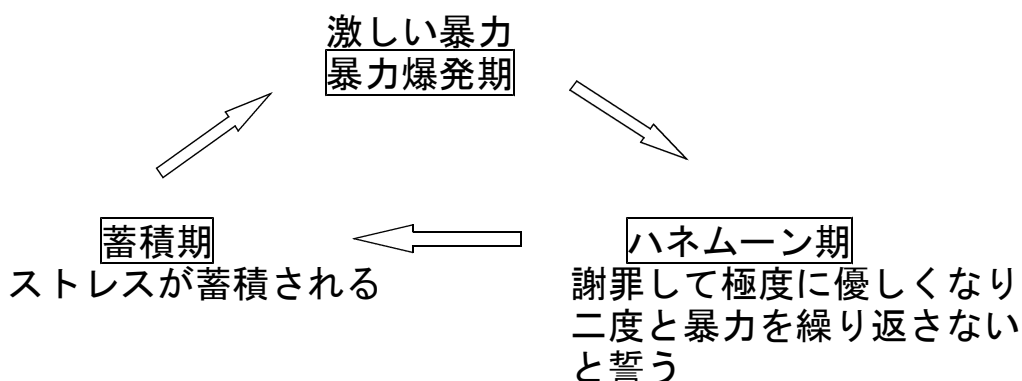 激しい暴力
暴力爆発期
蓄積期
ストレスが蓄積される
ハネムーン期
謝罪して極度に優しくなり
二度と暴力を繰り返さない
と誓う